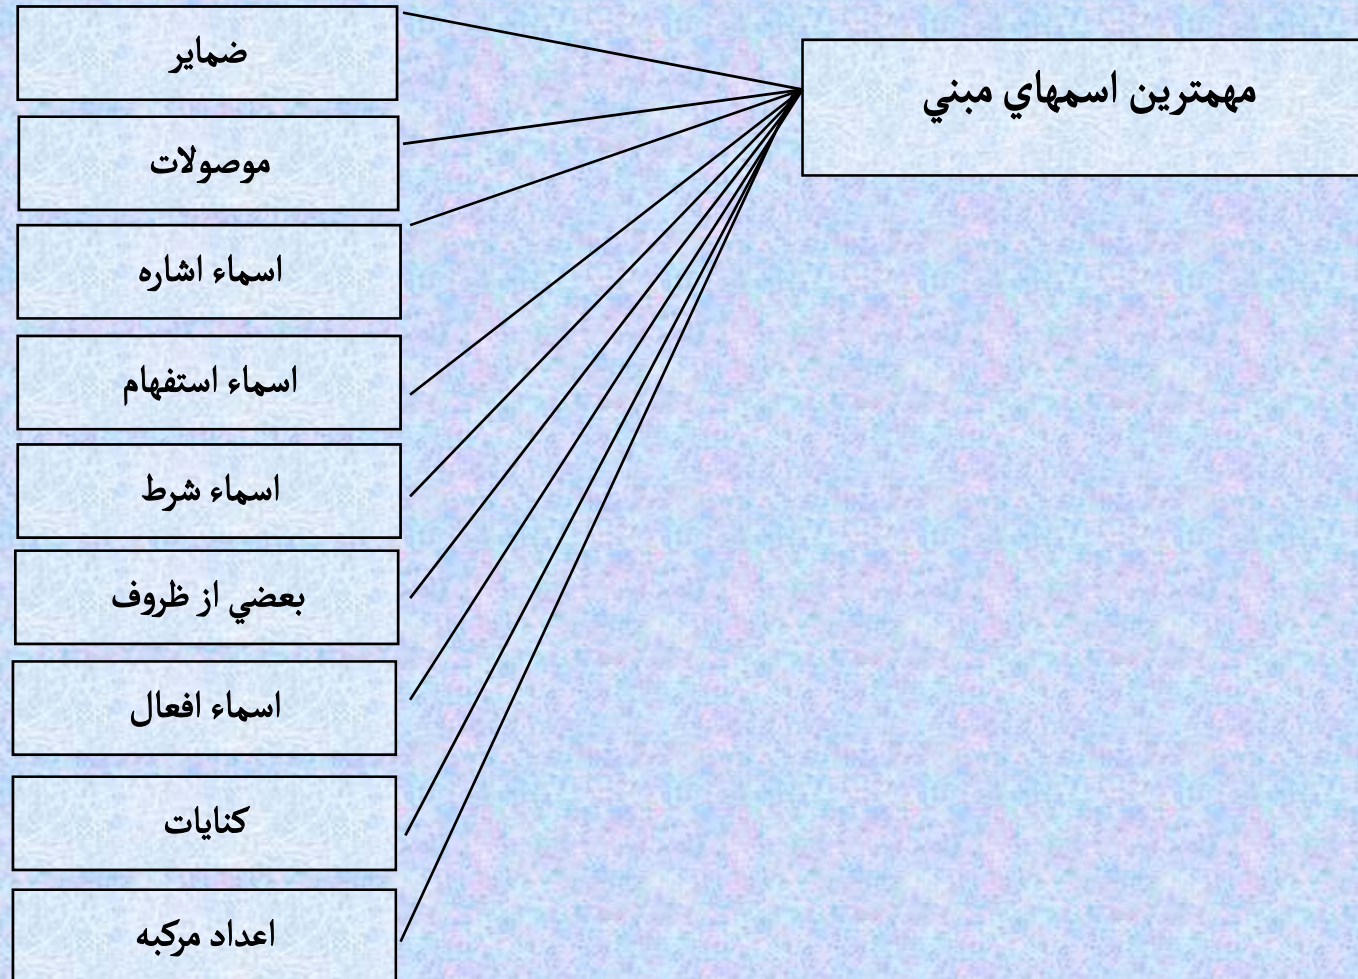 مهمترين اسمهاي مبني
ضماير
موصولات
اسماء اشاره
اسماء استفهام
اسماء شرط
بعضي از ظروف
اسماء افعال
كنايات
اعداد مركبه